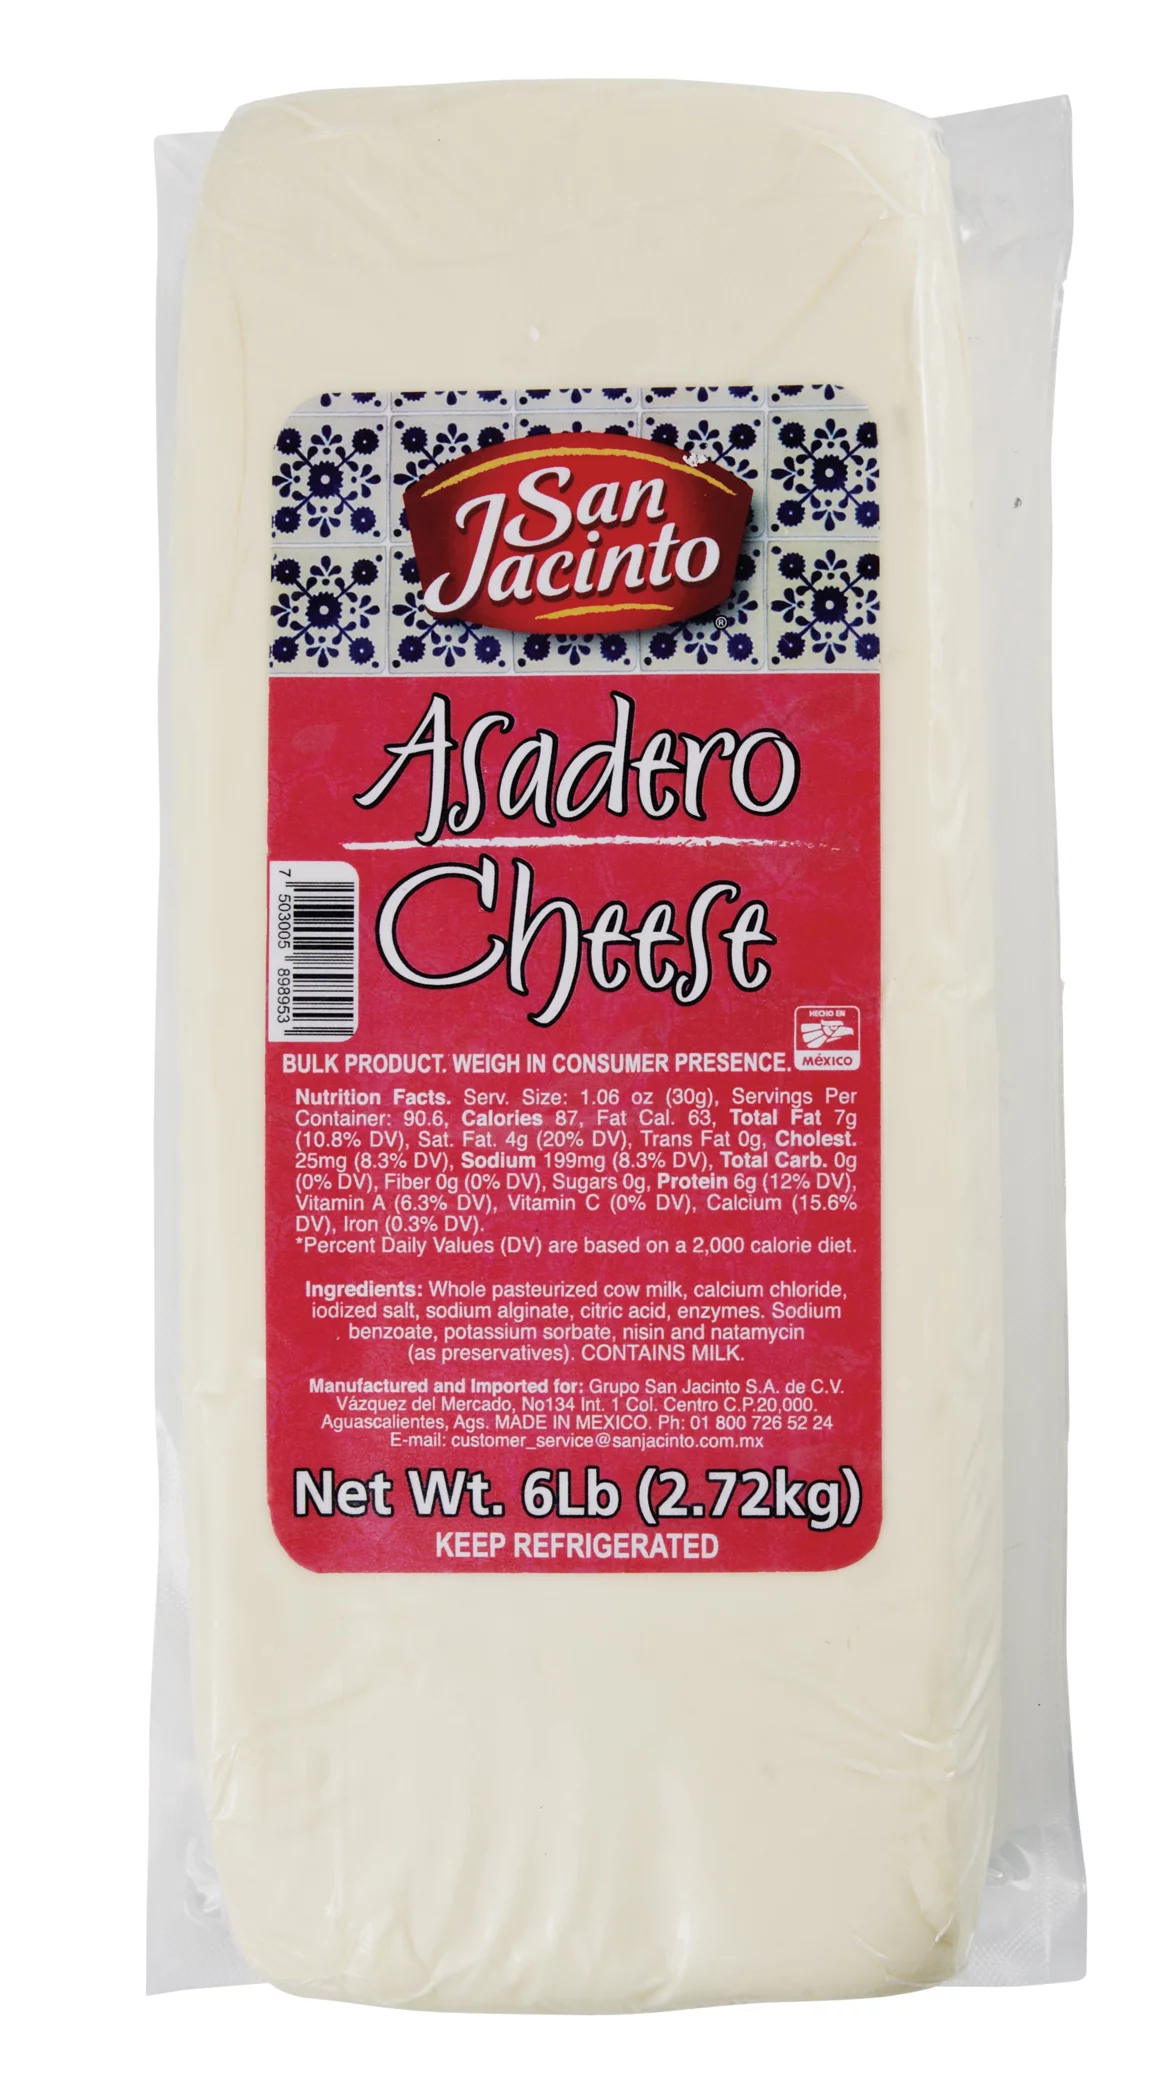 San
Jacinto
®
Asadero
Cheese
7 503005 898953
HECHO EN
MÉXICO
BULK PRODUCT. WEIGH IN CONSUMER PRESENCE.
Nutrition Facts. Serv. Size: 1.06 oz (30g), Servings Per
Container: 90.6, Calories 87, Fat Cal. 63, Total Fat 7g
(10.8% DV), Sat. Fat. 4g (20% DV), Trans Fat 0g, Cholest.
25mg (8.3% DV), Sodium 199mg (8.3% DV), Total Carb. 0g
(0% DV), Fiber 0g (0% DV), Sugars 0g, Protein 6g (12% DV),
Vitamin A (6.3% DV), Vitamin C (0% DV), Calcium (15.6%
DV), Iron (0.3% DV).
*Percent Daily Values (DV) are based on a 2,000 calorie diet.
Ingredients: Whole pasteurized cow milk, calcium chloride,
iodized salt, sodium alginate, citric acid, enzymes. Sodium
benzoate, potassium sorbate, nisin and natamycin
(as preservatives). CONTAINS MILK.
Manufactured and Imported for: Grupo San Jacinto S.A. de C.V.
Vázquez del Mercado, No134 Int. 1 Col. Centro C.P.20,000.
Aguascalientes, Ags. MADE IN MEXICO. Ph: 01 800 726 52 24
E-mail: customer_service@sanjacinto.com.mx
Net Wt. 6Lb (2.72kg)
KEEP REFRIGERATED